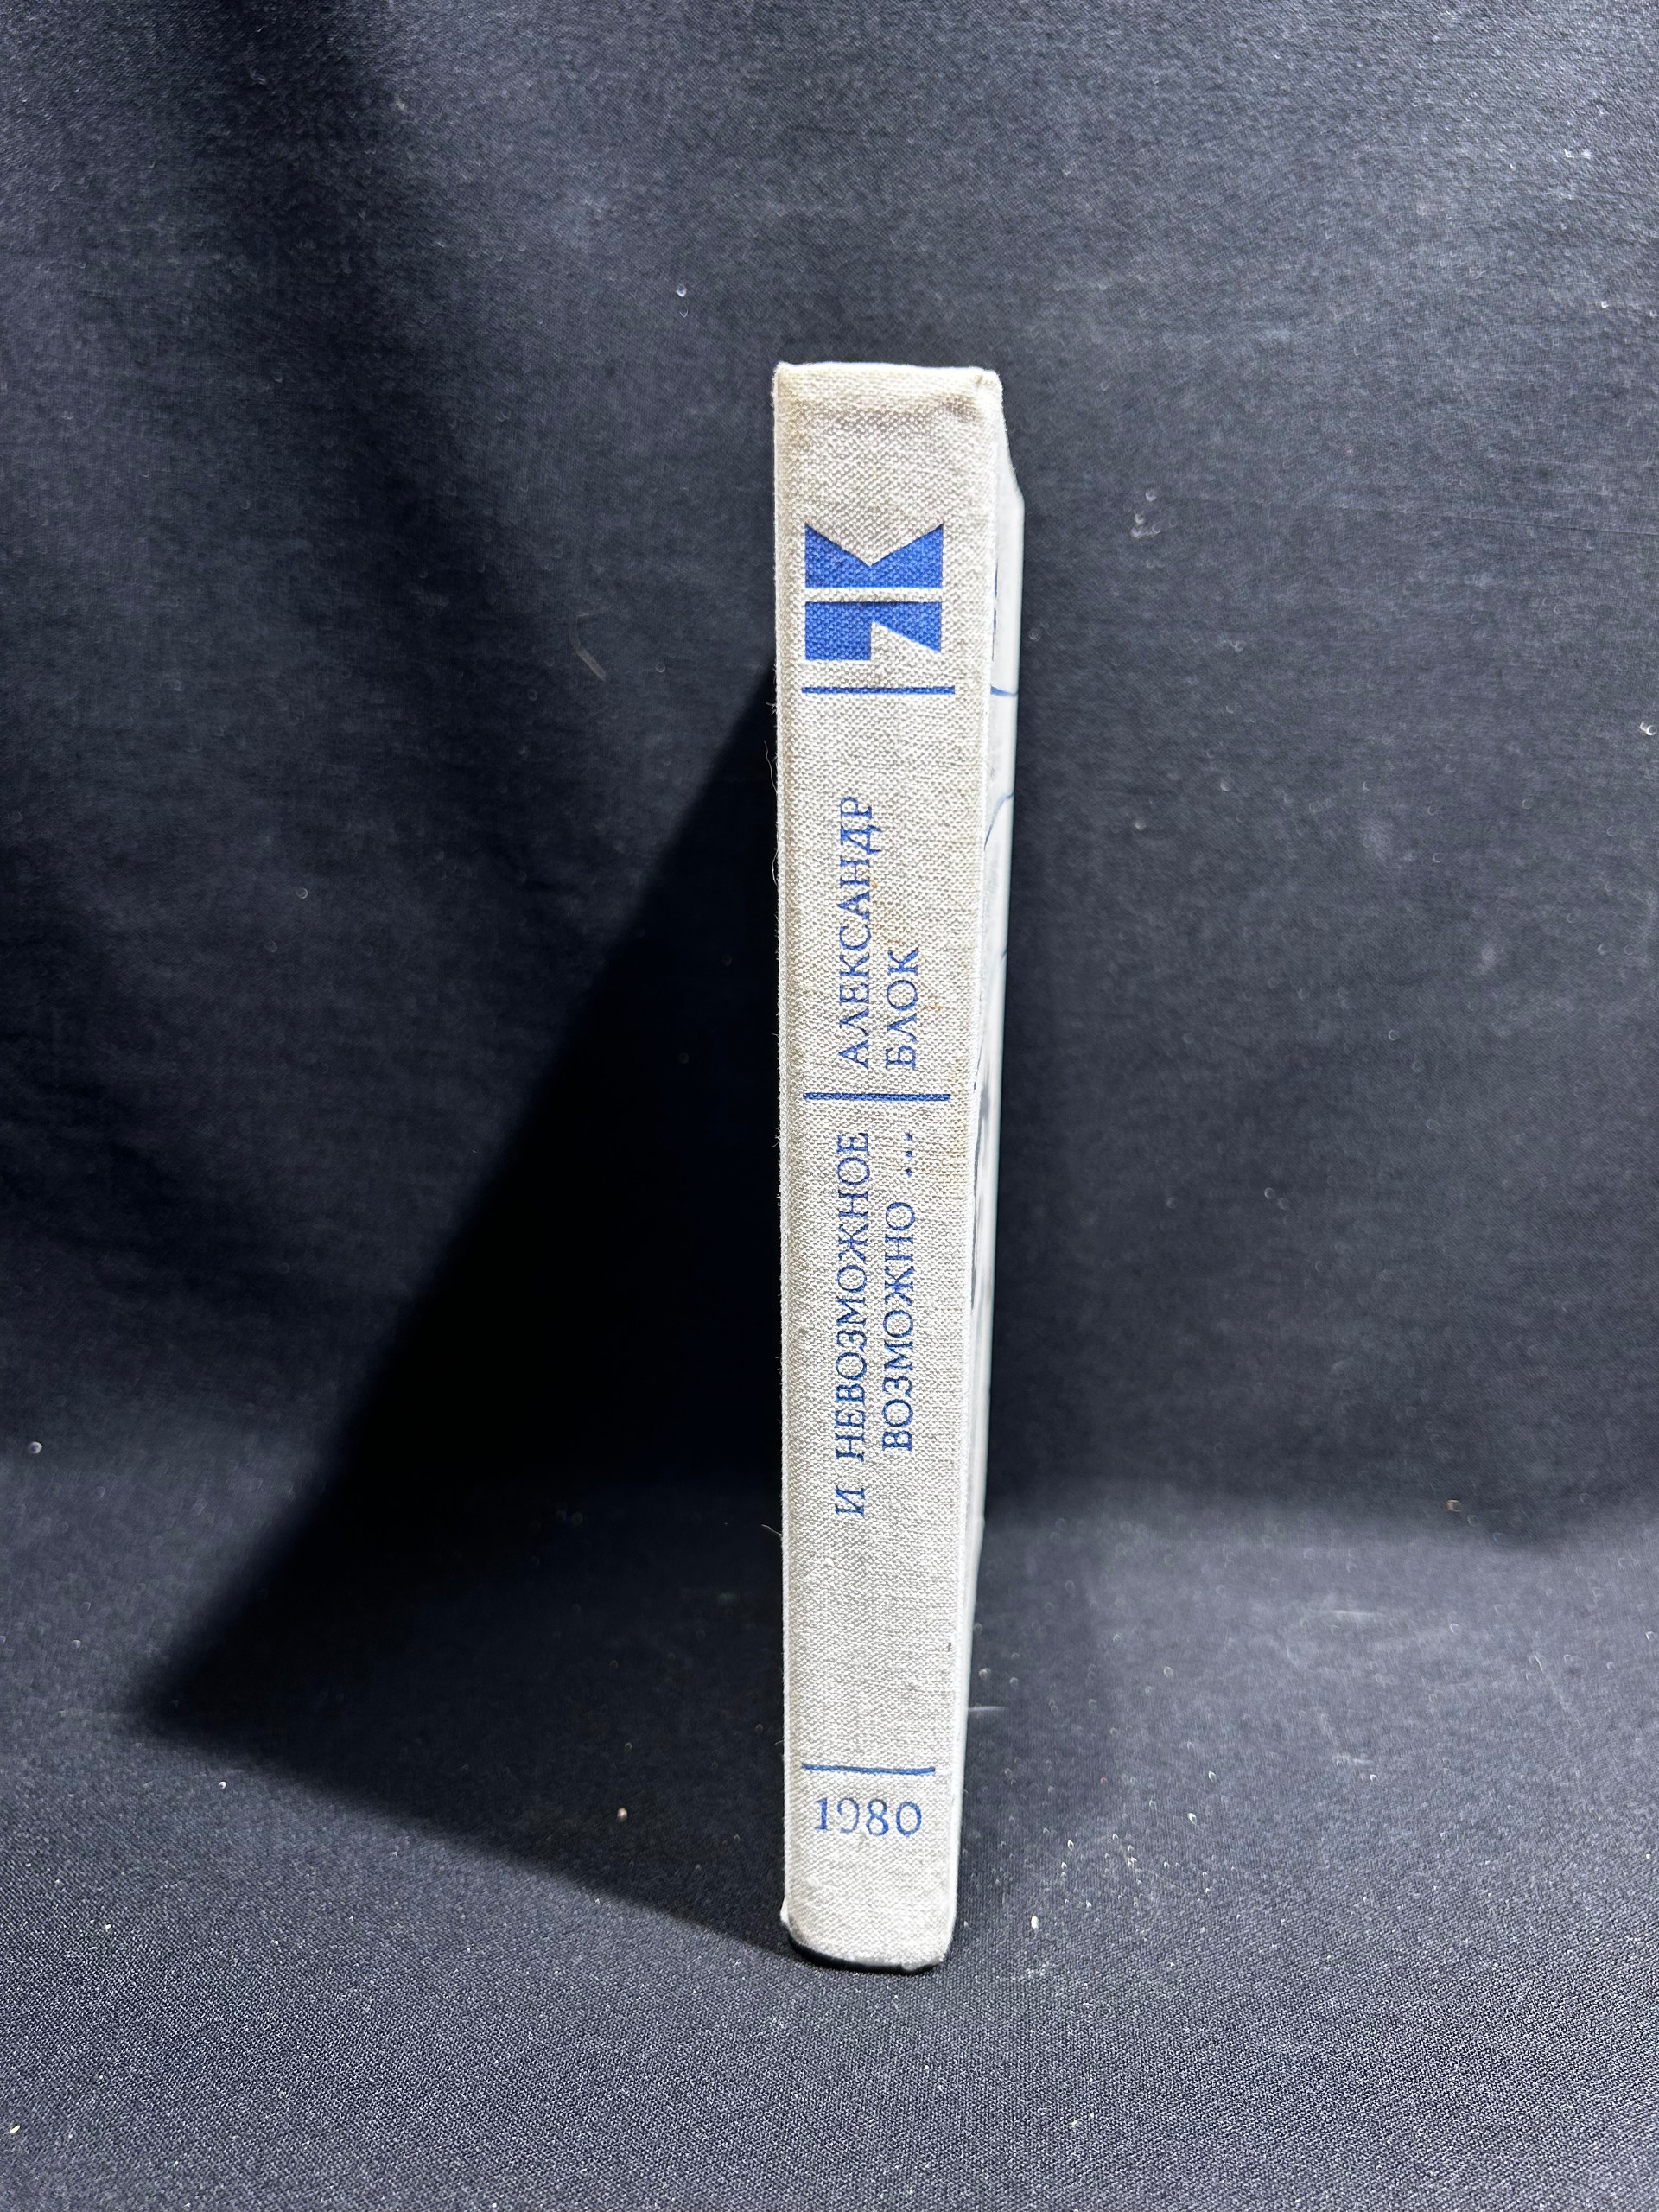 АЛЕКСАНДР
БЛОК
И НЕВОЗМОЖНОЕ
ВОЗМОЖНО ...
1980